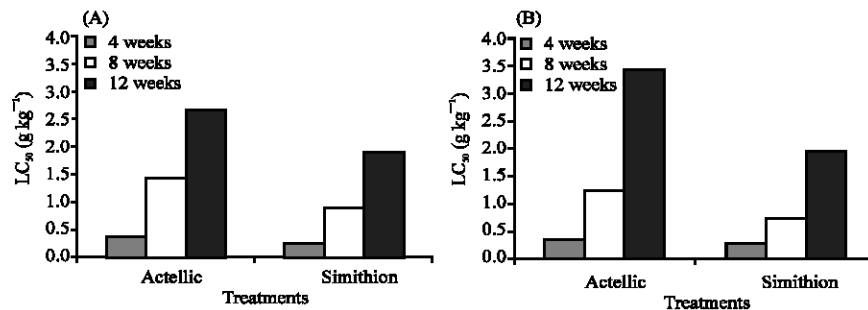 (A)
4.0
3.5
3.0
2.5
2.0
1.5
1.0
0.5
0.0
LC50 (g kg−1)
4 weeks
8 weeks
12 weeks
Actellic Simithion
Treatments
(B)
4.0
3.5
3.0
2.5
2.0
1.5
1.0
0.5
0.0
LC50 (g kg−1)
4 weeks
8 weeks
12 weeks
Actellic Simithion
Treatments